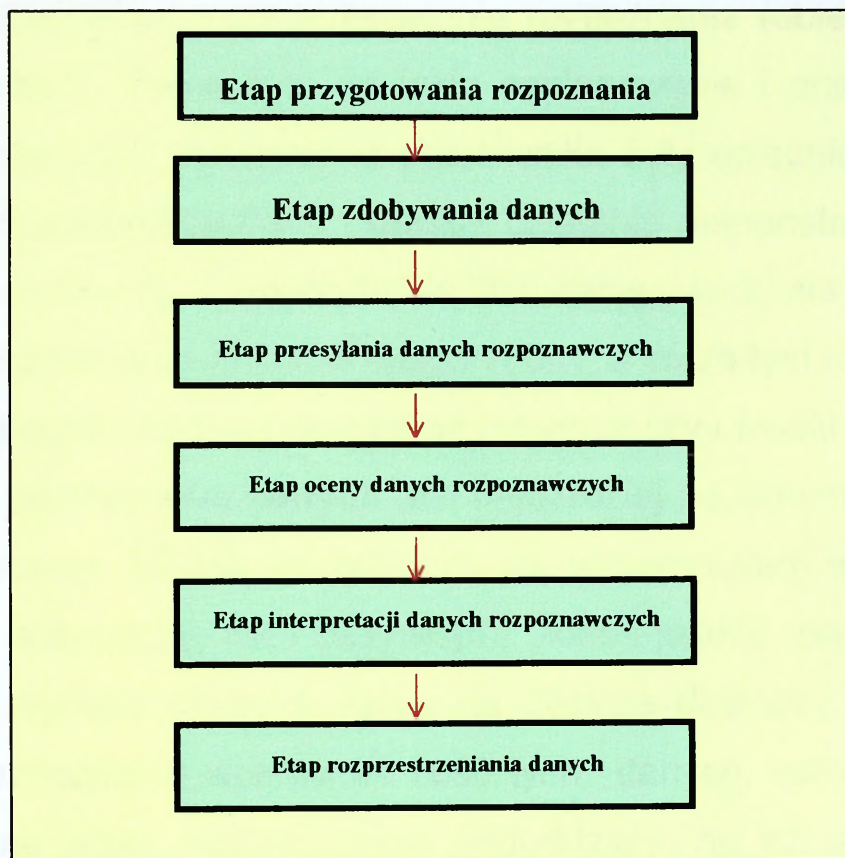 Etap przygotowania rozpoznania
Etap zdobywania danych
Etap przesyłania danych rozpoznawczych
Etap oceny danych rozpoznawczych
Etap interpretacji danych rozpoznawczych
Etap rozprzestrzeniania danych